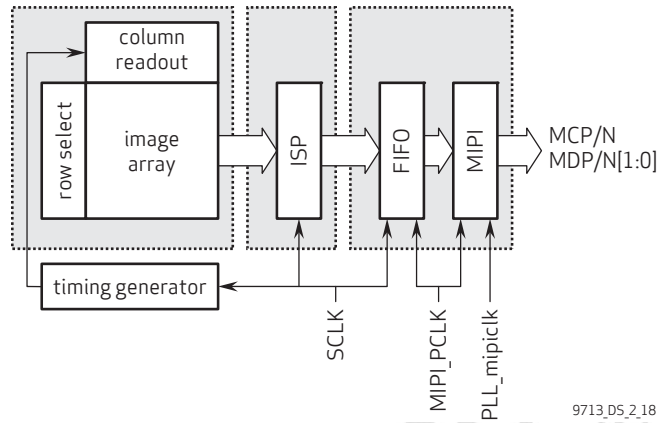 column
readout
row select
image
array
ISP
FIFO
MIPI
MCP/N
MDP/N[1:0]
timing generator
SCLK
MIPI_PCLK
PLL_mipiclk
9713_DS_2_18